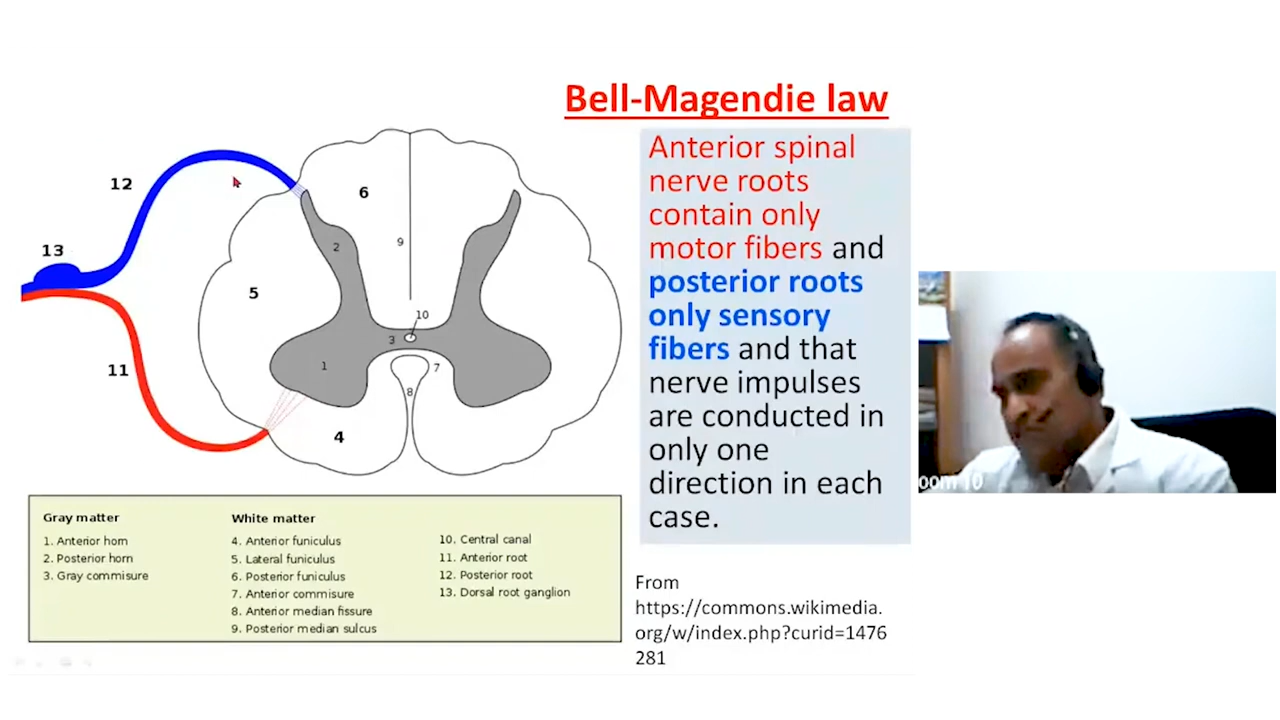 Bell-Magendie law
Anterior spinal
nerve roots
contain only
motor fibers and
posterior roots
only sensory
fibers and that
nerve impulses
are conducted in
only one
direction in each
case.
12
6
13
2
9
5
10
3
1
7
11
8
4
Gray matter
1. Anterior horn
2. Posterior horn
3. Gray commisure
White matter
4. Anterior funiculus
5. Lateral funiculus
6. Posterior funiculus
7. Anterior commisure
8. Anterior median fissure
9. Posterior median sulcus
10. Central canal
11. Anterior root
12. Posterior root
13. Dorsal root ganglion
From
https://commons.wikimedia.
org/w/index.php?curid=1476
281
oom 10